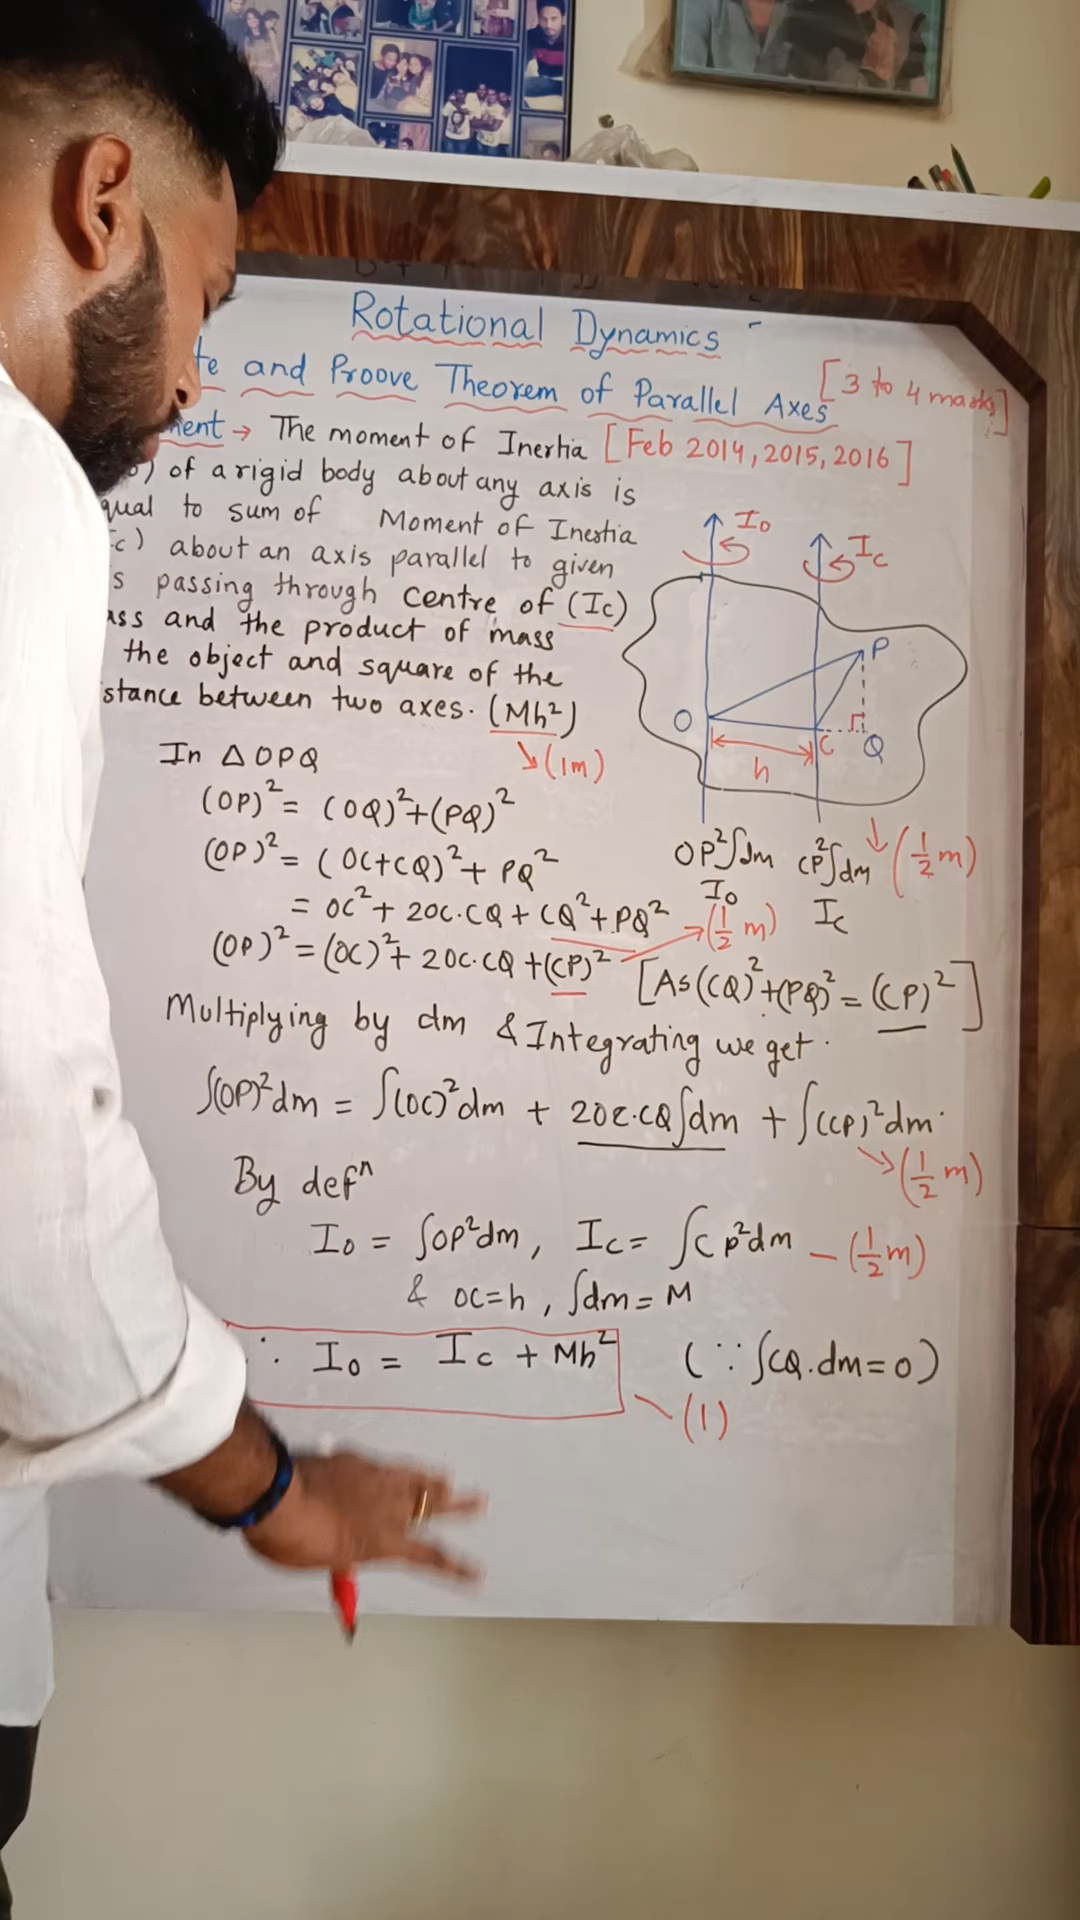 Rotational Dynamics
te and Proove Theorem of Parallel Axes [3 to 4 marks]
ment → The moment of Inertia [Feb 2014, 2015, 2016]
) of a rigid body about any axis is
qual to sum of Moment of Inertia
c) about an axis parallel to given
s passing through centre of (Ic)
ass and the product of mass
the object and square of the
stance between two axes. (Mh²)
↘(1m)
I₀
Ic
P
O
C
Q
h
In △OPQ
(OP)² = (OQ)²+(PQ)²
(OP)² = (OC+CQ)²+ PQ²
= OC²+ 2OC·CQ + CQ²+PQ² →(½ m)
(OP)² = (OC)²+ 2OC·CQ +(CP)² [As (CQ)²+(PQ)² = (CP)²]
OP²∫dm CP²∫dm ↓(½ m)
I₀ Ic
Multiplying by dm & Integrating we get.
∫(OP)²dm = ∫(OC)²dm + 2OC·CQ∫dm + ∫(CP)²dm.
↘(½ m)
By defⁿ
I₀ = ∫OP²dm, Ic = ∫Cp²dm – (½ m)
& OC=h, ∫dm = M
∴ I₀ = Ic + Mh² (∵ ∫CQ.dm=0)
(1)